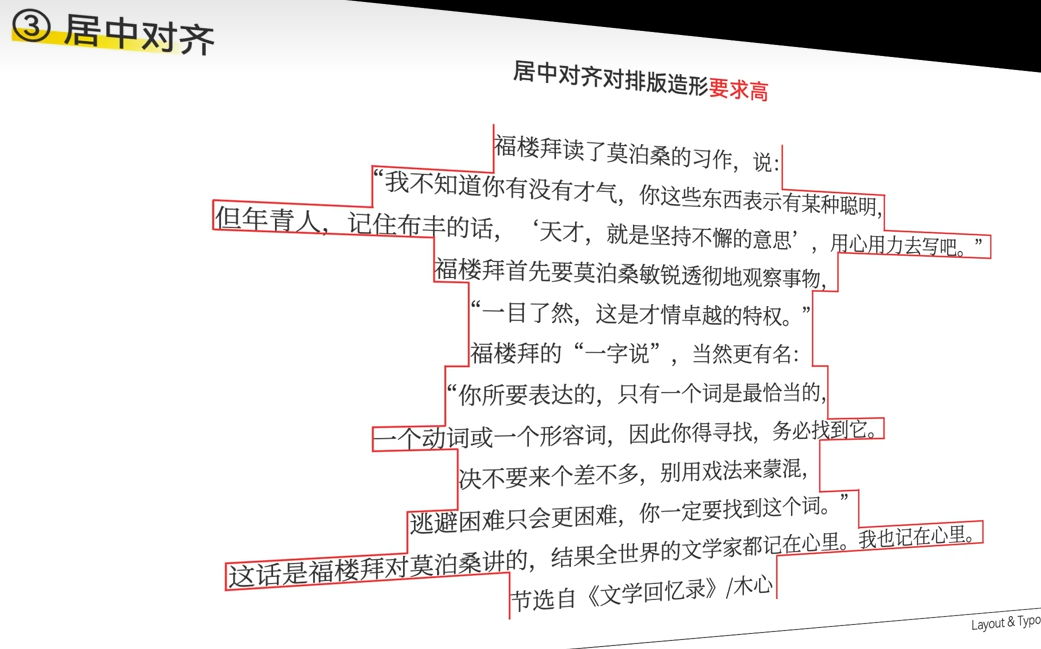 ③ 居中对齐
居中对齐对排版造形要求高
福楼拜读了莫泊桑的习作，说：
“我不知道你有没有才气，你这些东西表示有某种聪明，
但年青人，记住布丰的话，‘天才，就是坚持不懈的意思’，用心用力去写吧。”
福楼拜首先要莫泊桑敏锐透彻地观察事物，
“一目了然，这是才情卓越的特权。”
福楼拜的“一字说”，当然更有名：
“你所要表达的，只有一个词是最恰当的，
一个动词或一个形容词，因此你得寻找，务必找到它。
决不要来个差不多，别用戏法来蒙混，
逃避困难只会更困难，你一定要找到这个词。”
这话是福楼拜对莫泊桑讲的，结果全世界的文学家都记在心里。我也记在心里。
节选自《文学回忆录》/木心
Layout & Typo